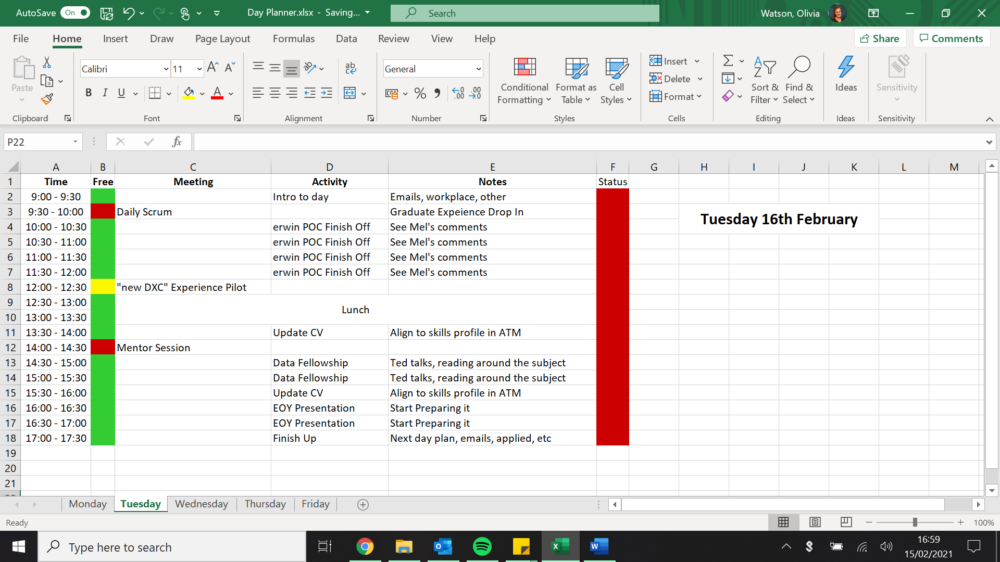 AutoSave On Day Planner.xlsx - Saving... Search Watson, Olivia
File Home Insert Draw Page Layout Formulas Data Review View Help Share Comments
Paste Calibri 11 ab General Conditional Formatting Format as Table Cell Styles Insert Delete Format Sort & Filter Find & Select Ideas Sensitivity
B I U
Clipboard Font Alignment Number Styles Cells Editing Ideas Sensitivity
P22 fx
A B C D E F G H I J K L M
1 Time Free Meeting Activity Notes Status
2 9:00 - 9:30 Intro to day Emails, workplace, other
3 9:30 - 10:00 Daily Scrum Graduate Expeience Drop In
Tuesday 16th February
4 10:00 - 10:30 erwin POC Finish Off See Mel's comments
5 10:30 - 11:00 erwin POC Finish Off See Mel's comments
6 11:00 - 11:30 erwin POC Finish Off See Mel's comments
7 11:30 - 12:00 erwin POC Finish Off See Mel's comments
8 12:00 - 12:30 "new DXC" Experience Pilot
9 12:30 - 13:00
Lunch
10 13:00 - 13:30
11 13:30 - 14:00 Update CV Align to skills profile in ATM
12 14:00 - 14:30 Mentor Session
13 14:30 - 15:00 Data Fellowship Ted talks, reading around the subject
14 15:00 - 15:30 Data Fellowship Ted talks, reading around the subject
15 15:30 - 16:00 Update CV Align to skills profile in ATM
16 16:00 - 16:30 EOY Presentation Start Preparing it
17 16:30 - 17:00 EOY Presentation Start Preparing it
18 17:00 - 17:30 Finish Up Next day plan, emails, applied, etc
19
20
21
Monday Tuesday Wednesday Thursday Friday
Ready 100%
Type here to search 16:59
15/02/2021